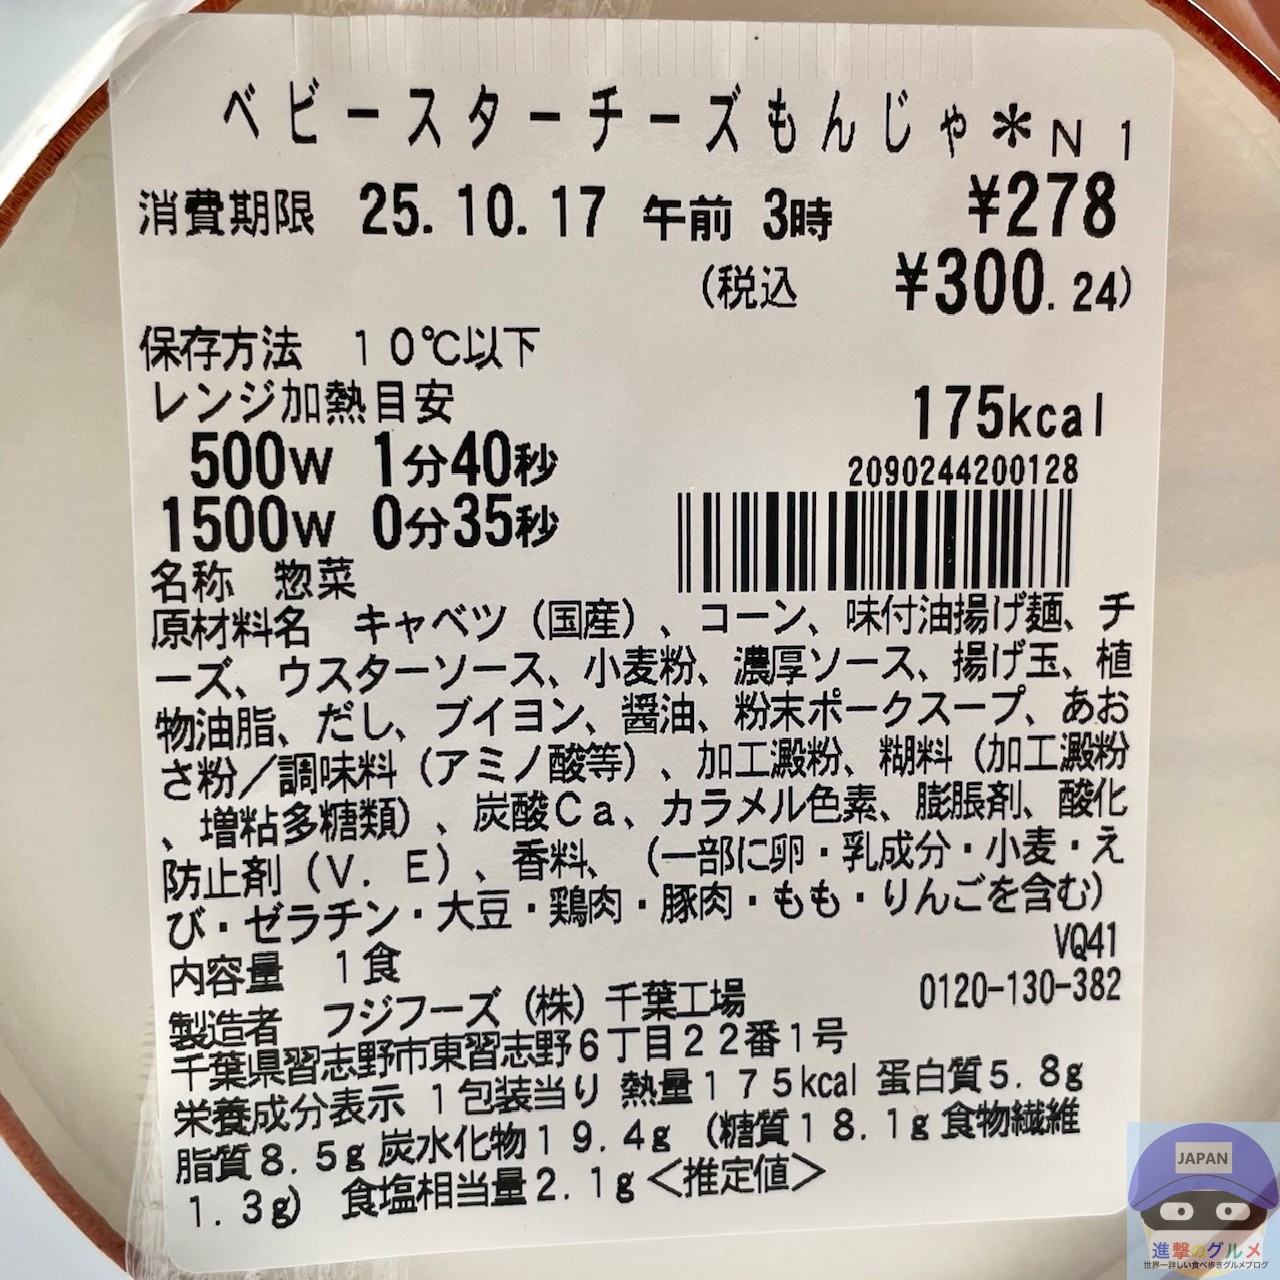 ベビースターチーズもんじゃ＊Ｎ１
消費期限 25.10.17 午前 3時 ¥278
(税込 ¥300.24)
保存方法 １０℃以下
レンジ加熱目安
175kcal
500W 1分40秒
2090244200128
1500W 0分35秒
名称 惣菜
原材料名 キャベツ（国産）、コーン、味付油揚げ麺、チ
ーズ、ウスターソース、小麦粉、濃厚ソース、揚げ玉、植
物油脂、だし、ブイヨン、醤油、粉末ポークスープ、あお
さ粉／調味料（アミノ酸等）、加工澱粉、糊料（加工澱粉
、増粘多糖類）、炭酸Ｃａ、カラメル色素、膨脹剤、酸化
防止剤（Ｖ．Ｅ）、香料、（一部に卵・乳成分・小麦・え
び・ゼラチン・大豆・鶏肉・豚肉・もも・りんごを含む）
VQ41
内容量 １食
0120-130-382
製造者 フジフーズ（株）千葉工場
千葉県習志野市東習志野６丁目２２番１号
栄養成分表示 １包装当り 熱量１７５kcal 蛋白質５．８g
脂質８．５g 炭水化物１９．４g （糖質１８．１g 食物繊維
１．３g） 食塩相当量２．１g＜推定値＞
JAPAN
進撃のグルメ
世界一詳しい食べ歩きグルメブログ